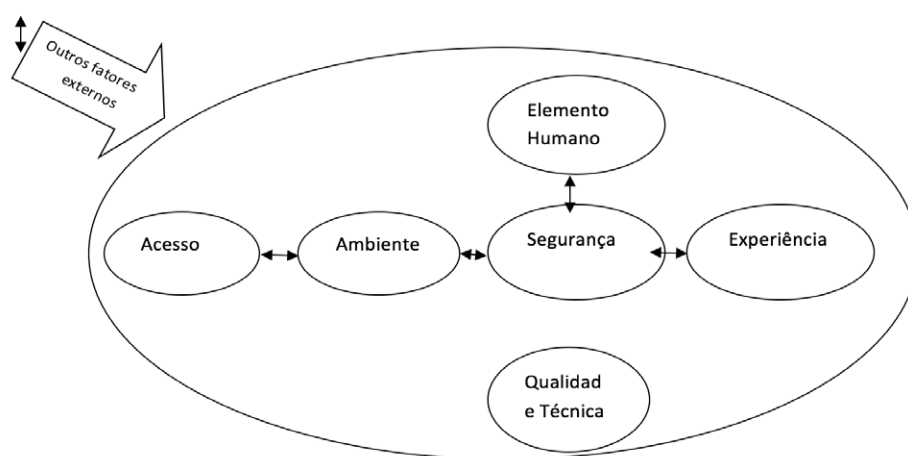 Outros fatores
externos
Elemento
Humano
Acesso
Ambiente
Segurança
Experiência
Qualidad
e Técnica